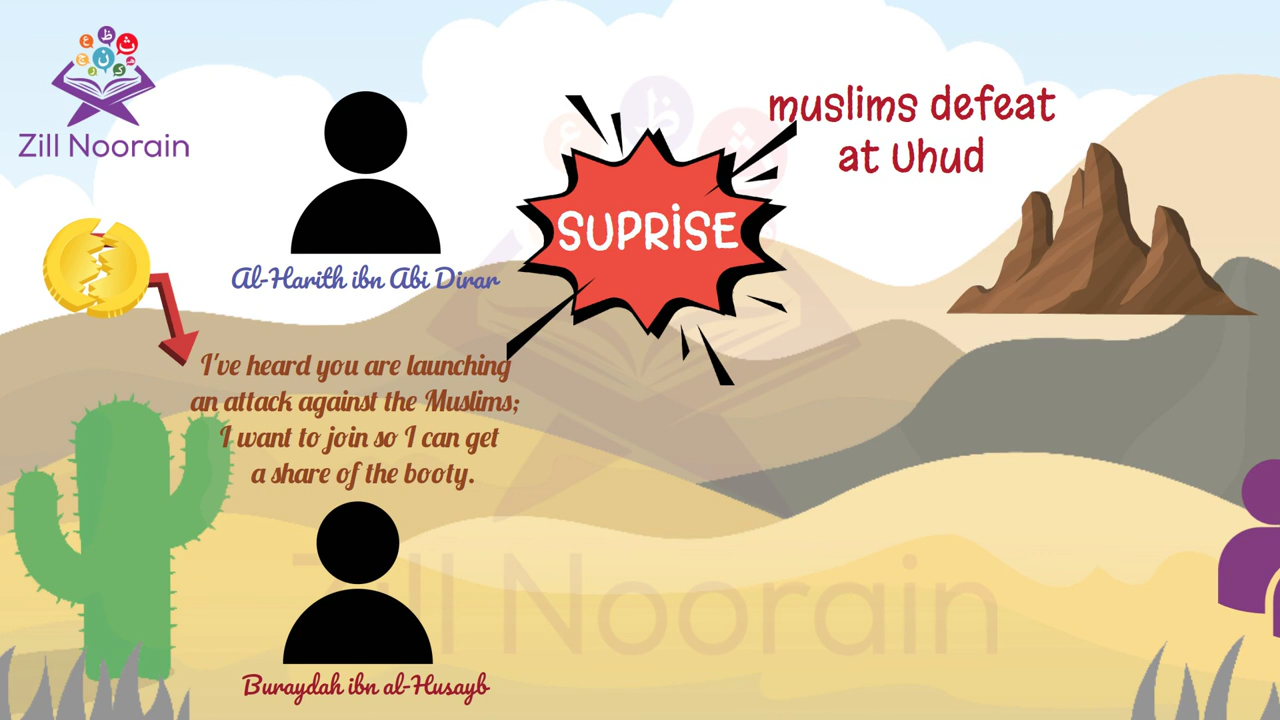 Zill Noorain
muslims defeat
at Uhud
SUPRISE
Al-Harith ibn Abi Dirar
I've heard you are launching
an attack against the Muslims;
I want to join so I can get
a share of the booty.
Buraydah ibn al-Husayb
Zill Noorain